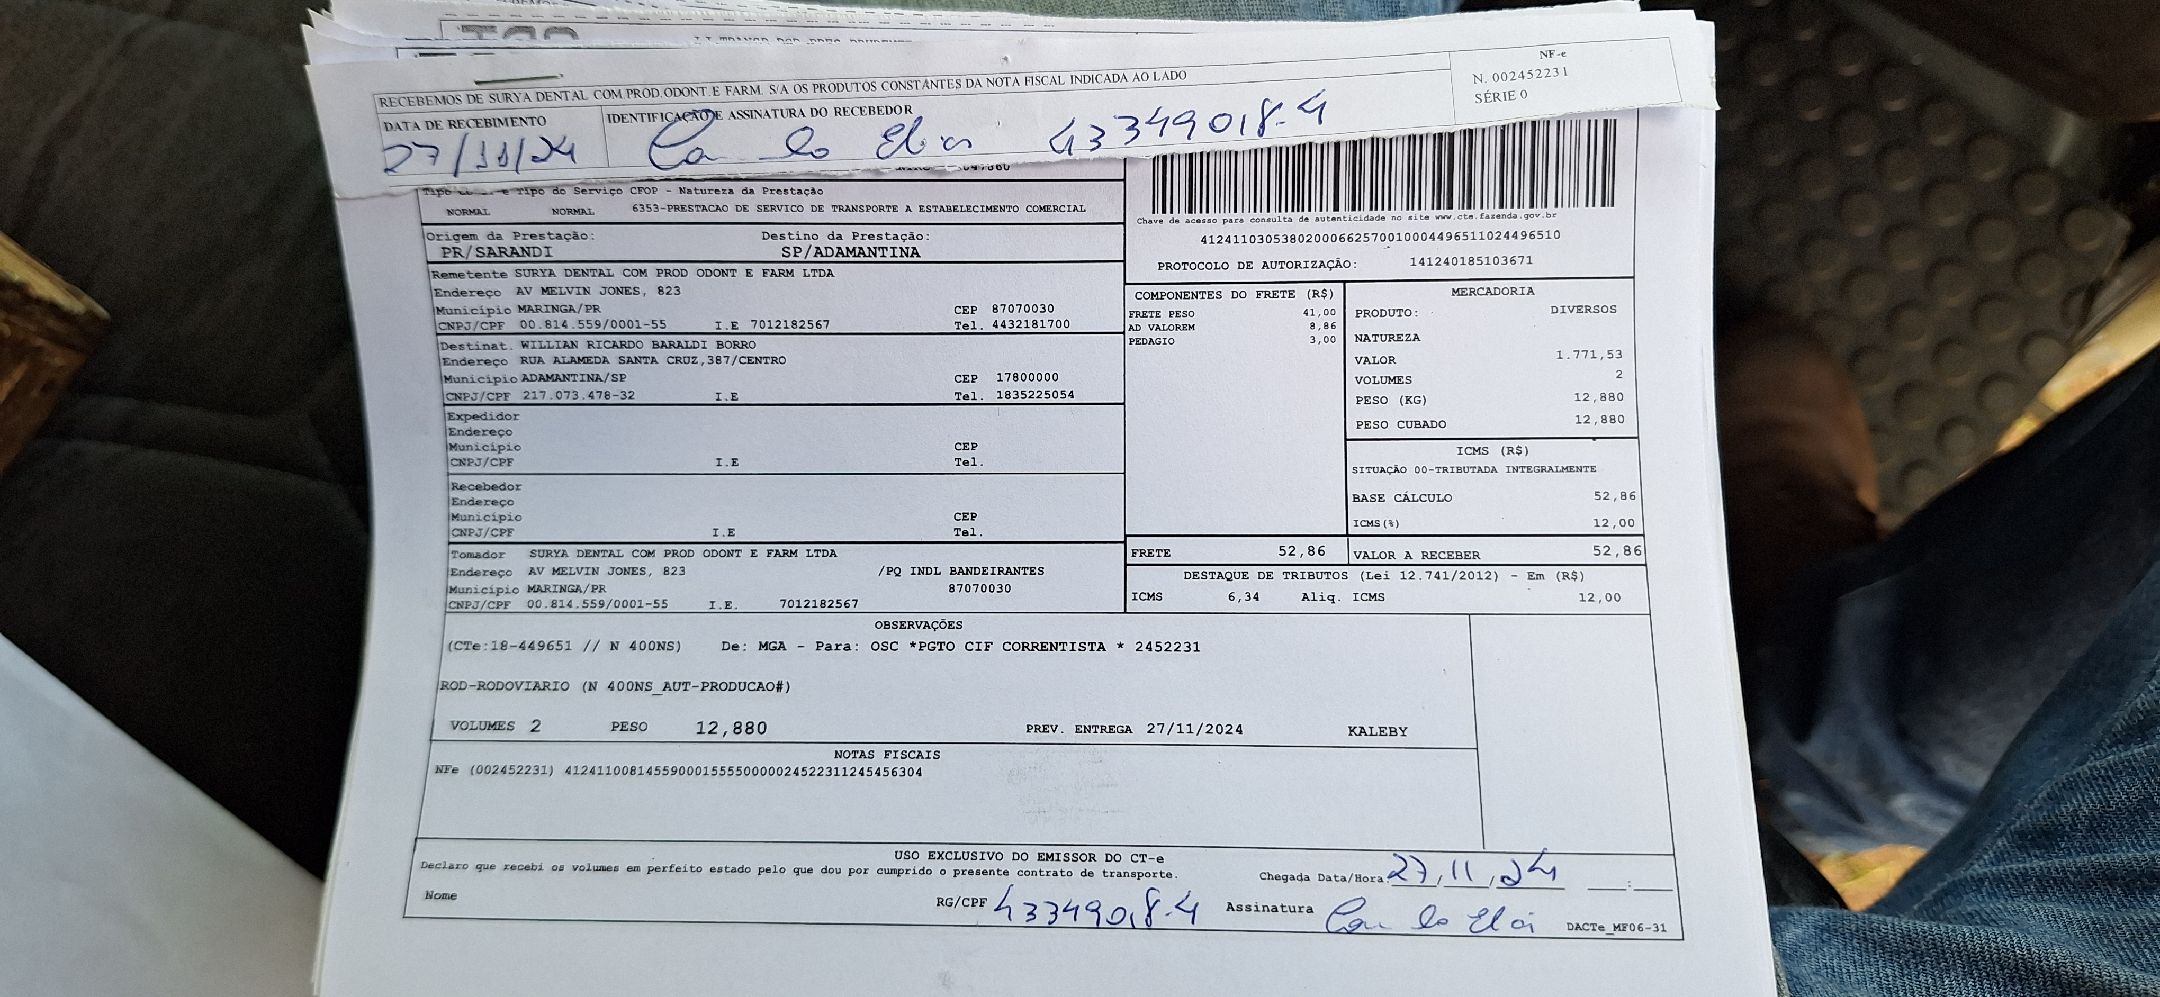 RECEBEMOS DE SURYA DENTAL COM PROD.ODONT.E FARM. S/A OS PRODUTOS CONSTANTES DA NOTA FISCAL INDICADA AO LADO
NF-e
N. 002452231
SÉRIE 0
DATA DE RECEBIMENTO
IDENTIFICAÇÃO E ASSINATURA DO RECEBEDOR
27/11/24
43349018-4
Tipo do Serviço CFOP - Natureza da Prestação
NORMAL NORMAL 6353-PRESTACAO DE SERVICO DE TRANSPORTE A ESTABELECIMENTO COMERCIAL
Chave de acesso para consulta de autenticidade no site www.cte.fazenda.gov.br
41241103053802000662570010004496511024496510
PROTOCOLO DE AUTORIZAÇÃO: 141240185103671
Origem da Prestação: Destino da Prestação:
PR/SARANDI SP/ADAMANTINA
Remetente SURYA DENTAL COM PROD ODONT E FARM LTDA
Endereço AV MELVIN JONES, 823
Município MARINGA/PR CEP 87070030
CNPJ/CPF 00.814.559/0001-55 I.E 7012182567 Tel. 4432181700
Destinat. WILLIAN RICARDO BARALDI BORRO
Endereço RUA ALAMEDA SANTA CRUZ,387/CENTRO
Município ADAMANTINA/SP CEP 17800000
CNPJ/CPF 217.073.478-32 I.E Tel. 1835225054
Expedidor
Endereço
Município CEP
CNPJ/CPF I.E Tel.
Recebedor
Endereço
Município CEP
CNPJ/CPF I.E Tel.
Tomador SURYA DENTAL COM PROD ODONT E FARM LTDA
Endereço AV MELVIN JONES, 823 /PQ INDL BANDEIRANTES
Município MARINGA/PR 87070030
CNPJ/CPF 00.814.559/0001-55 I.E. 7012182567
COMPONENTES DO FRETE (R$)
FRETE PESO 41,00
AD VALOREM 8,86
PEDAGIO 3,00
MERCADORIA
PRODUTO: DIVERSOS
NATUREZA
VALOR 1.771,53
VOLUMES 2
PESO (KG) 12,880
PESO CUBADO 12,880
ICMS (R$)
SITUAÇÃO 00-TRIBUTADA INTEGRALMENTE
BASE CÁLCULO 52,86
ICMS(%) 12,00
FRETE 52,86 VALOR A RECEBER 52,86
DESTAQUE DE TRIBUTOS (Lei 12.741/2012) - Em (R$)
ICMS 6,34 Aliq. ICMS 12,00
OBSERVAÇÕES
(CTe:18-449651 // N 400NS) De: MGA - Para: OSC *PGTO CIF CORRENTISTA * 2452231
ROD-RODOVIARIO (N 400NS_AUT-PRODUCAO#)
VOLUMES 2 PESO 12,880 PREV. ENTREGA 27/11/2024 KALEBY
NOTAS FISCAIS
NFe (002452231) 41241100814559000155550000024522311245456304
USO EXCLUSIVO DO EMISSOR DO CT-e
Declaro que recebi os volumes em perfeito estado pelo que dou por cumprido o presente contrato de transporte.
Chegada Data/Hora 27/11/24 __:__
Nome RG/CPF 43349018-4 Assinatura
DACTe_MF06-31